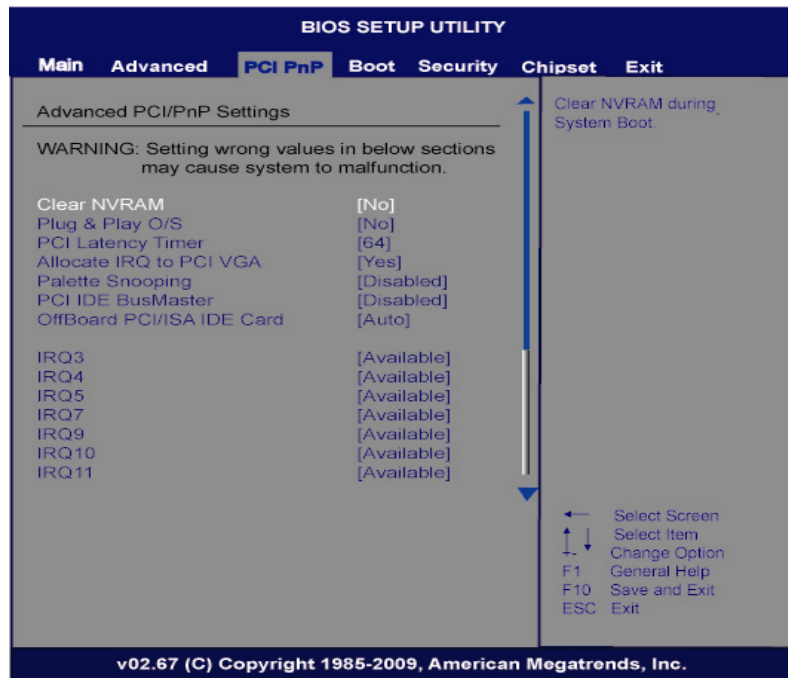 BIOS SETUP UTILITY
Main Advanced PCI PnP Boot Security Chipset Exit
Advanced PCI/PnP Settings
WARNING: Setting wrong values in below sections
may cause system to malfunction.
Clear NVRAM [No]
Plug & Play O/S [No]
PCI Latency Timer [64]
Allocate IRQ to PCI VGA [Yes]
Palette Snooping [Disabled]
PCI IDE BusMaster [Disabled]
OffBoard PCI/ISA IDE Card [Auto]
IRQ3 [Available]
IRQ4 [Available]
IRQ5 [Available]
IRQ7 [Available]
IRQ9 [Available]
IRQ10 [Available]
IRQ11 [Available]
Clear NVRAM during
System Boot.
Select Screen
Select Item
+- Change Option
F1 General Help
F10 Save and Exit
ESC Exit
v02.67 (C) Copyright 1985-2009, American Megatrends, Inc.